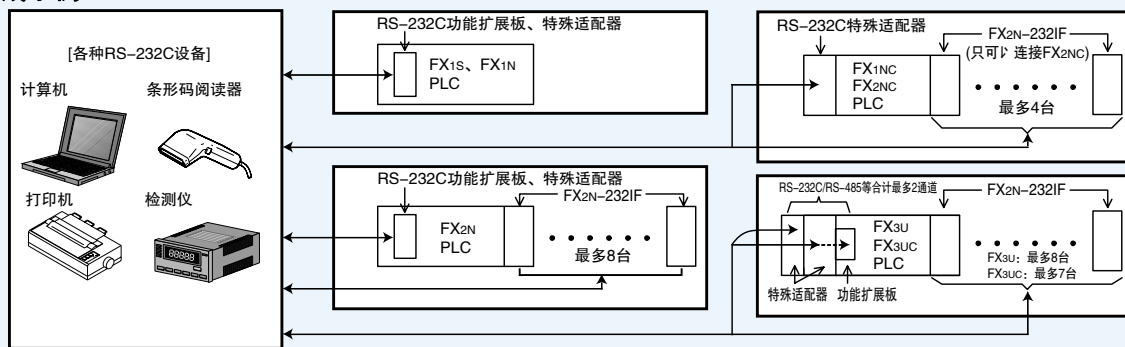 [各种RS-232C设备]
计算机
条形码阅读器
打印机
检测仪
RS-232C功能扩展板、特殊适配器
FX1S、FX1N
PLC
RS-232C特殊适配器
FX2N-232IF
(只可 连接FX2NC)
FX1NC
FX2NC
PLC
最多4台
RS-232C功能扩展板、特殊适配器
FX2N-232IF
FX2N
PLC
最多8台
RS-232C/RS-485等合计最多2通道
FX2N-232IF
FX3U
FX3UC
PLC
FX3U：最多8台
FX3UC：最多7台
特殊适配器
功能扩展板